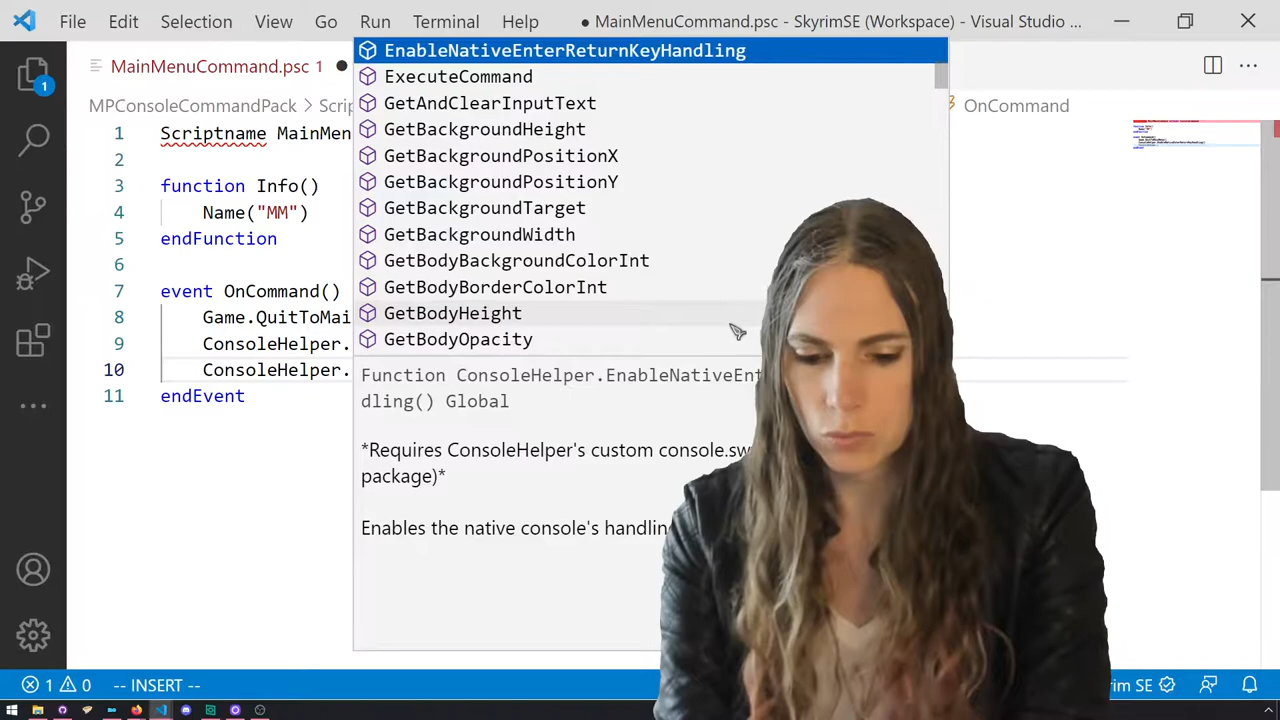 File Edit Selection View Go Run Terminal Help ● MainMenuCommand.psc - SkyrimSE (Workspace) - Visual Studio ...
MainMenuCommand.psc 1 ●
MPConsoleCommandPack > Scrip
OnCommand
1 Scriptname MainMen
2
3 function Info()
4 Name("MM")
5 endFunction
6
7 event OnCommand()
8 Game.QuitToMai
9 ConsoleHelper.
10 ConsoleHelper.
11 endEvent
EnableNativeEnterReturnKeyHandling
ExecuteCommand
GetAndClearInputText
GetBackgroundHeight
GetBackgroundPositionX
GetBackgroundPositionY
GetBackgroundTarget
GetBackgroundWidth
GetBodyBackgroundColorInt
GetBodyBorderColorInt
GetBodyHeight
GetBodyOpacity
Function ConsoleHelper.EnableNativeEnt
dling() Global
*Requires ConsoleHelper's custom console.sw
package)*
Enables the native console's handlin
1
1 0 -- INSERT --
im SE